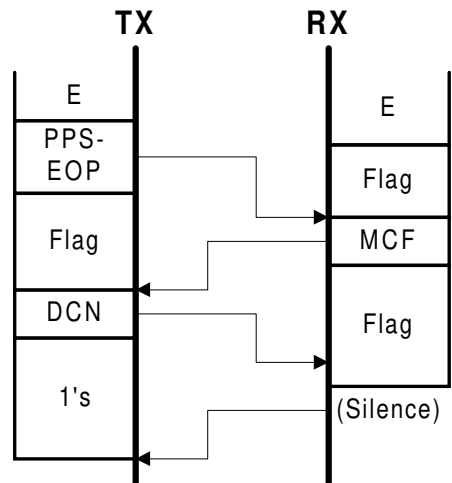 TX RX
E
PPS-
EOP
Flag
DCN
1's
E
Flag
MCF
Flag
(Silence)